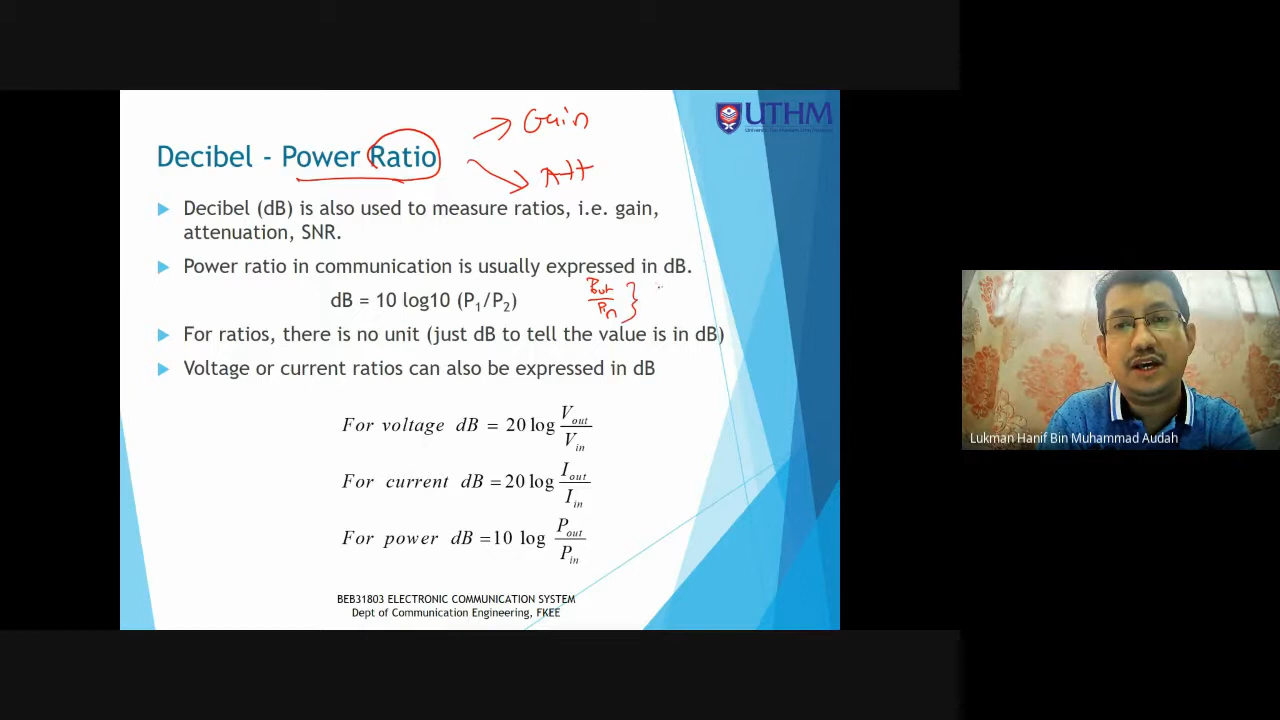 UTHM
Gain
Decibel - Power Ratio
Att
Decibel (dB) is also used to measure ratios, i.e. gain,
attenuation, SNR.
Power ratio in communication is usually expressed in dB.
dB = 10 log10 (P1/P2)
Pout
Pin
For ratios, there is no unit (just dB to tell the value is in dB)
Voltage or current ratios can also be expressed in dB
For voltage dB = 20 log Vout
Vin
For current dB = 20 log Iout
Iin
For power dB = 10 log Pout
Pin
Lukman Hanif Bin Muhammad Audah
BEB31803 ELECTRONIC COMMUNICATION SYSTEM
Dept of Communication Engineering, FKEE